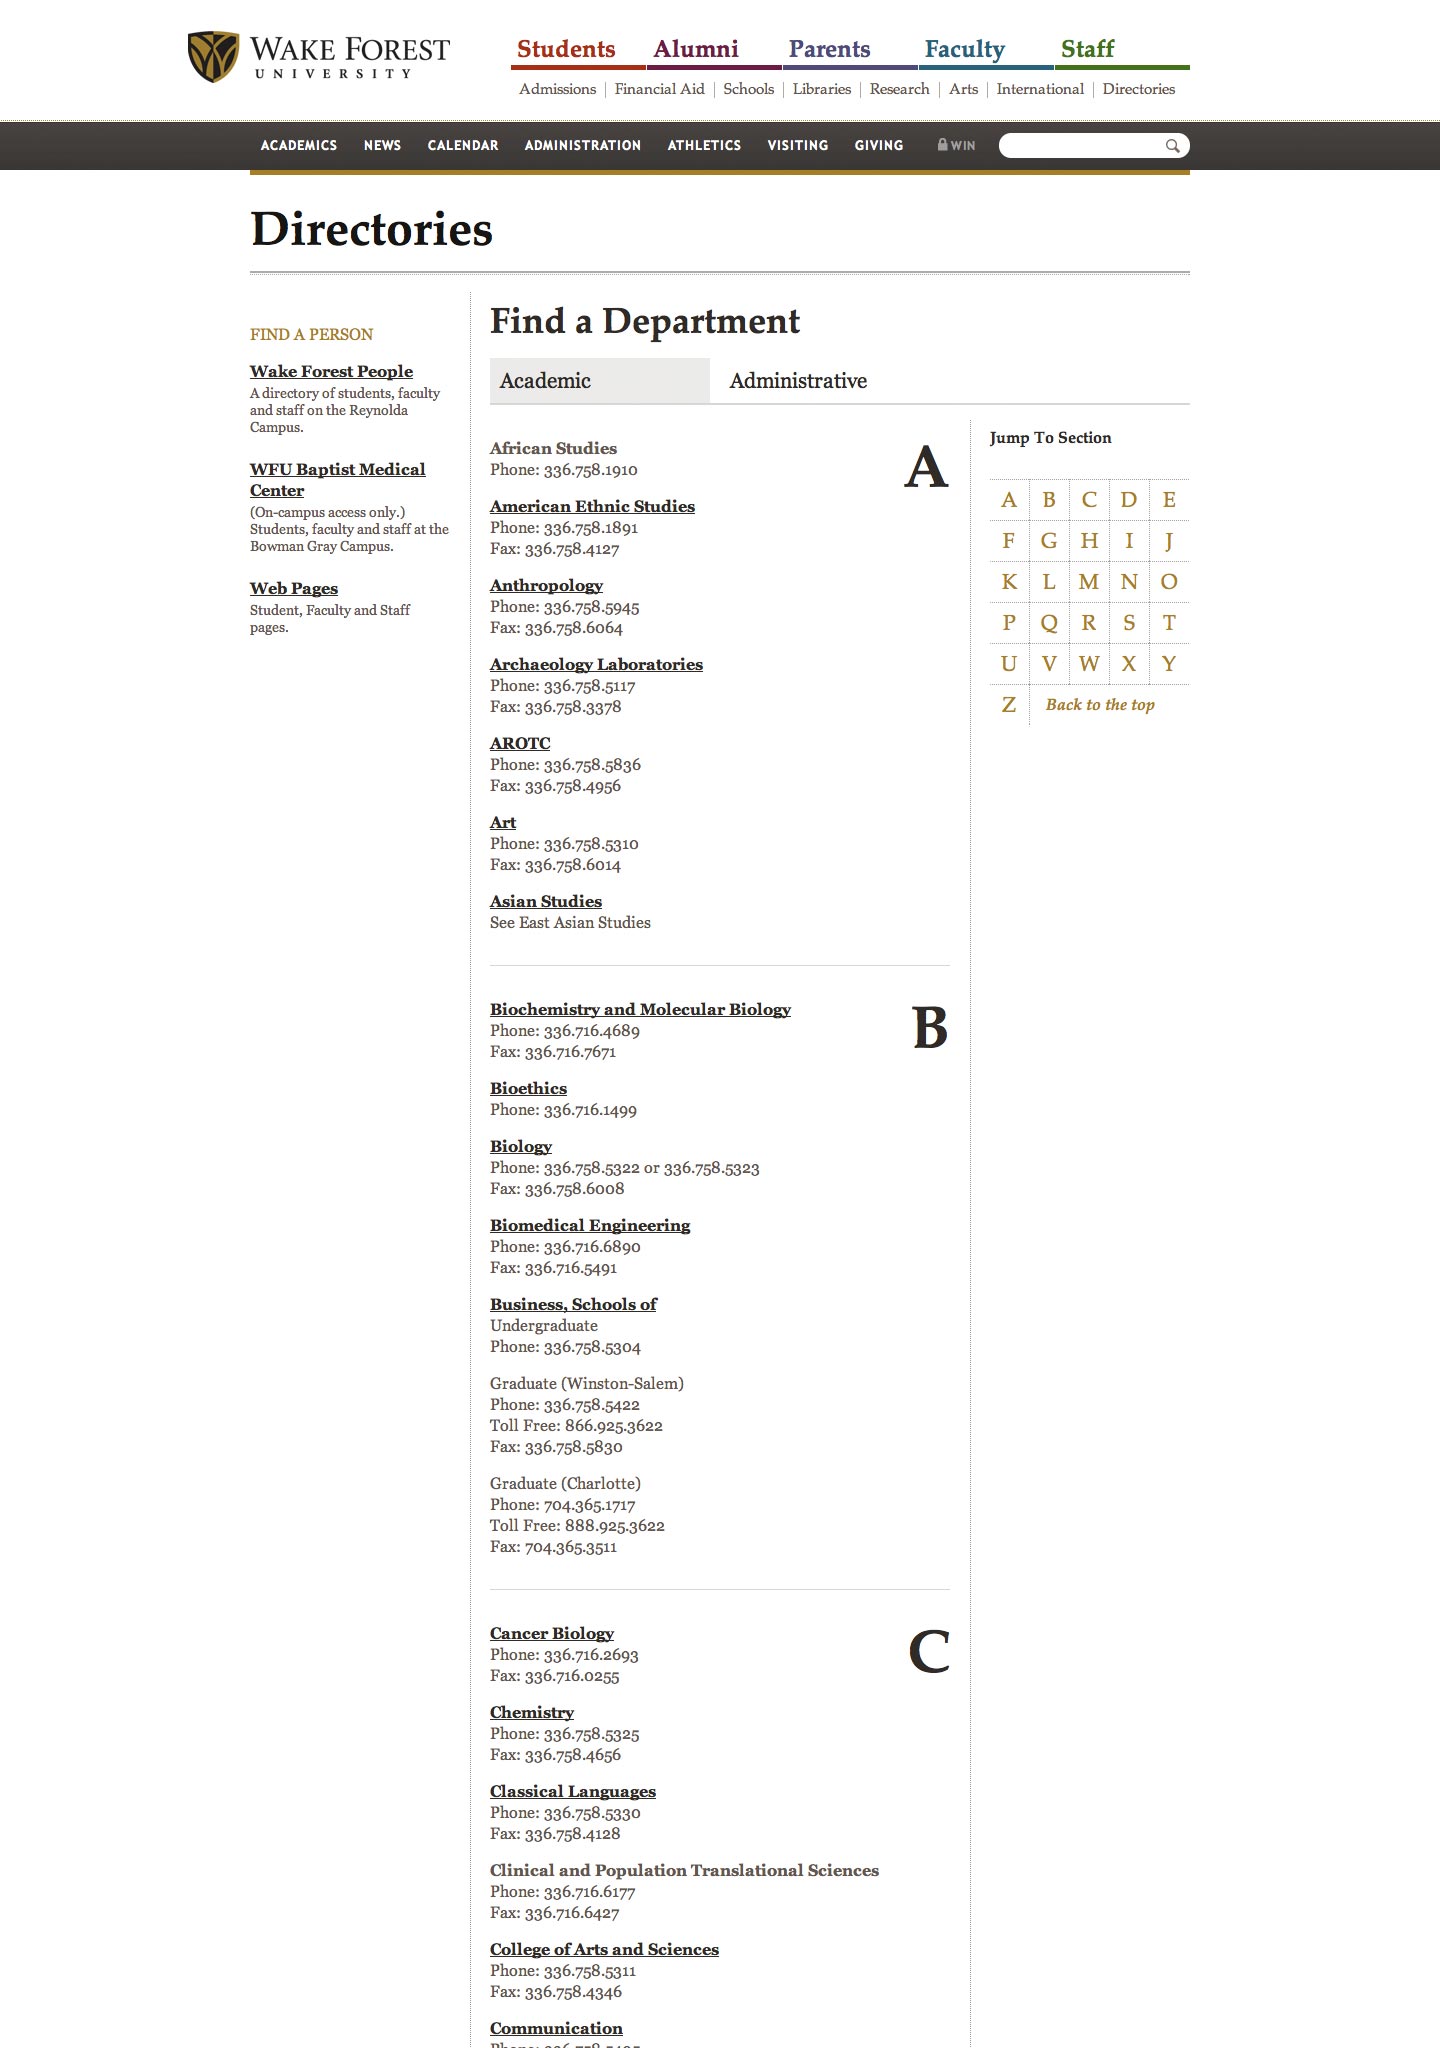 WAKE FOREST
UNIVERSITY
Students Alumni Parents Faculty Staff
Admissions Financial Aid Schools Libraries Research Arts International Directories
ACADEMICS NEWS CALENDAR ADMINISTRATION ATHLETICS VISITING GIVING WIN
Directories
FIND A PERSON
Wake Forest People
A directory of students, faculty
and staff on the Reynolda
Campus.
WFU Baptist Medical
Center
(On-campus access only.)
Students, faculty and staff at the
Bowman Gray Campus.
Web Pages
Student, Faculty and Staff
pages.
Find a Department
Academic Administrative
A
African Studies
Phone: 336.758.1910
American Ethnic Studies
Phone: 336.758.1891
Fax: 336.758.4127
Anthropology
Phone: 336.758.5945
Fax: 336.758.6064
Archaeology Laboratories
Phone: 336.758.5117
Fax: 336.758.3378
AROTC
Phone: 336.758.5836
Fax: 336.758.4956
Art
Phone: 336.758.5310
Fax: 336.758.6014
Asian Studies
See East Asian Studies
B
Biochemistry and Molecular Biology
Phone: 336.716.4689
Fax: 336.716.7671
Bioethics
Phone: 336.716.1499
Biology
Phone: 336.758.5322 or 336.758.5323
Fax: 336.758.6008
Biomedical Engineering
Phone: 336.716.6890
Fax: 336.716.5491
Business, Schools of
Undergraduate
Phone: 336.758.5304
Graduate (Winston-Salem)
Phone: 336.758.5422
Toll Free: 866.925.3622
Fax: 336.758.5830
Graduate (Charlotte)
Phone: 704.365.1717
Toll Free: 888.925.3622
Fax: 704.365.3511
C
Cancer Biology
Phone: 336.716.2693
Fax: 336.716.0255
Chemistry
Phone: 336.758.5325
Fax: 336.758.4656
Classical Languages
Phone: 336.758.5330
Fax: 336.758.4128
Clinical and Population Translational Sciences
Phone: 336.716.6177
Fax: 336.716.6427
College of Arts and Sciences
Phone: 336.758.5311
Fax: 336.758.4346
Communication
Jump To Section
A B C D E
F G H I J
K L M N O
P Q R S T
U V W X Y
Z Back to the top